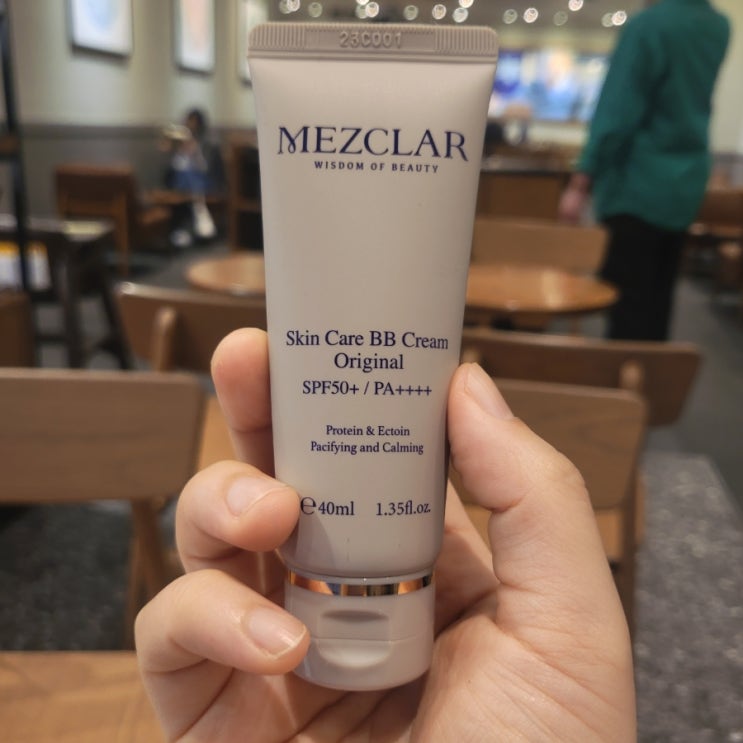 23C001
MEZCLAR
WISDOM OF BEAUTY
Skin Care BB Cream
Original
SPF50+ / PA++++
Protein & Ectoin
Pacifying and Calming
℮40ml 1.35fl.oz.